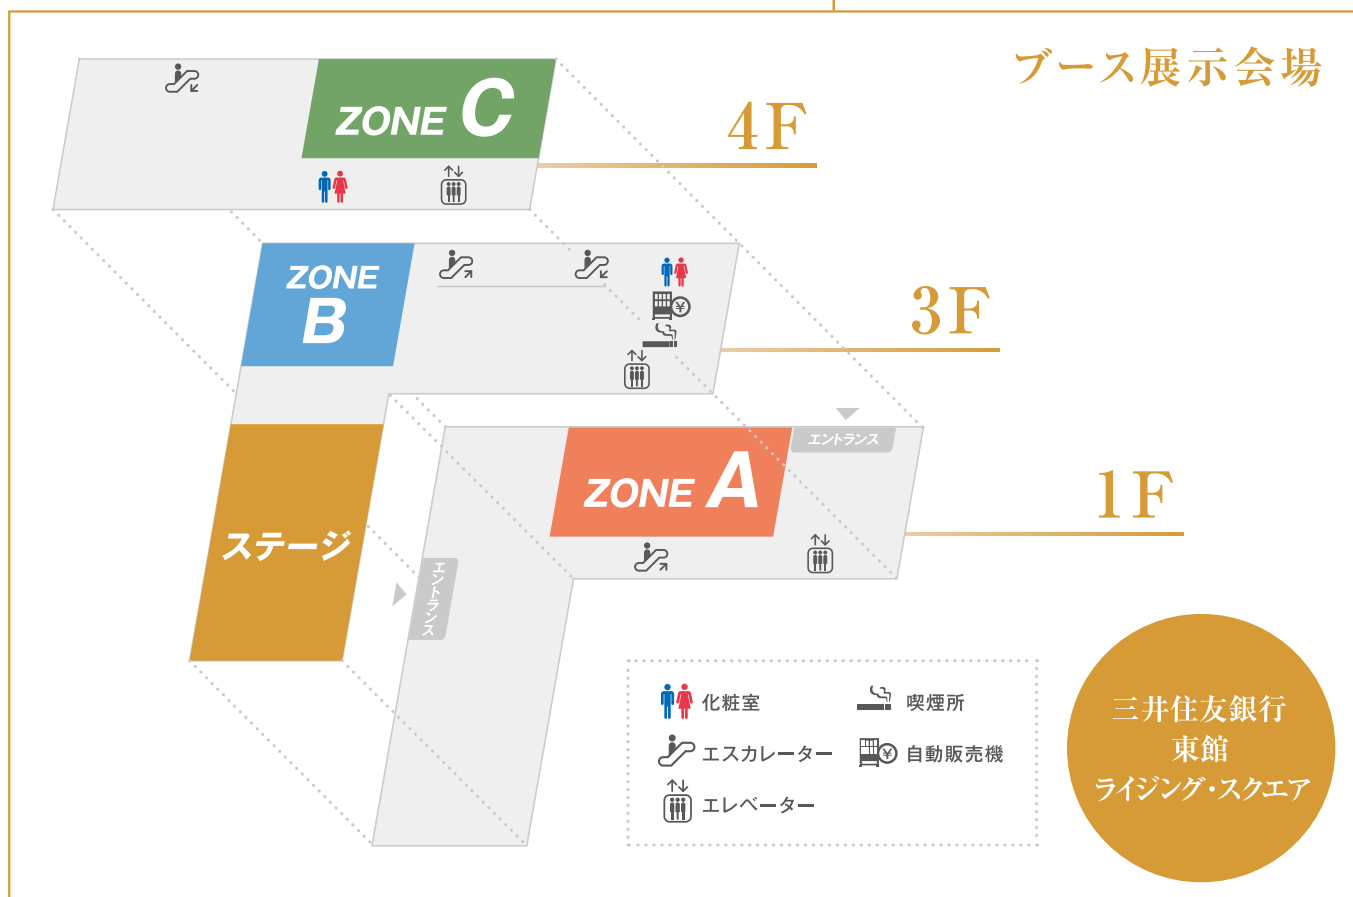 ブース展示会場
4F
ZONE C
3F
ZONE
B
1F
エントランス
ZONE A
ステージ
エントランス
化粧室
喫煙所
エスカレーター
自動販売機
エレベーター
三井住友銀行
東館
ライジング・スクエア